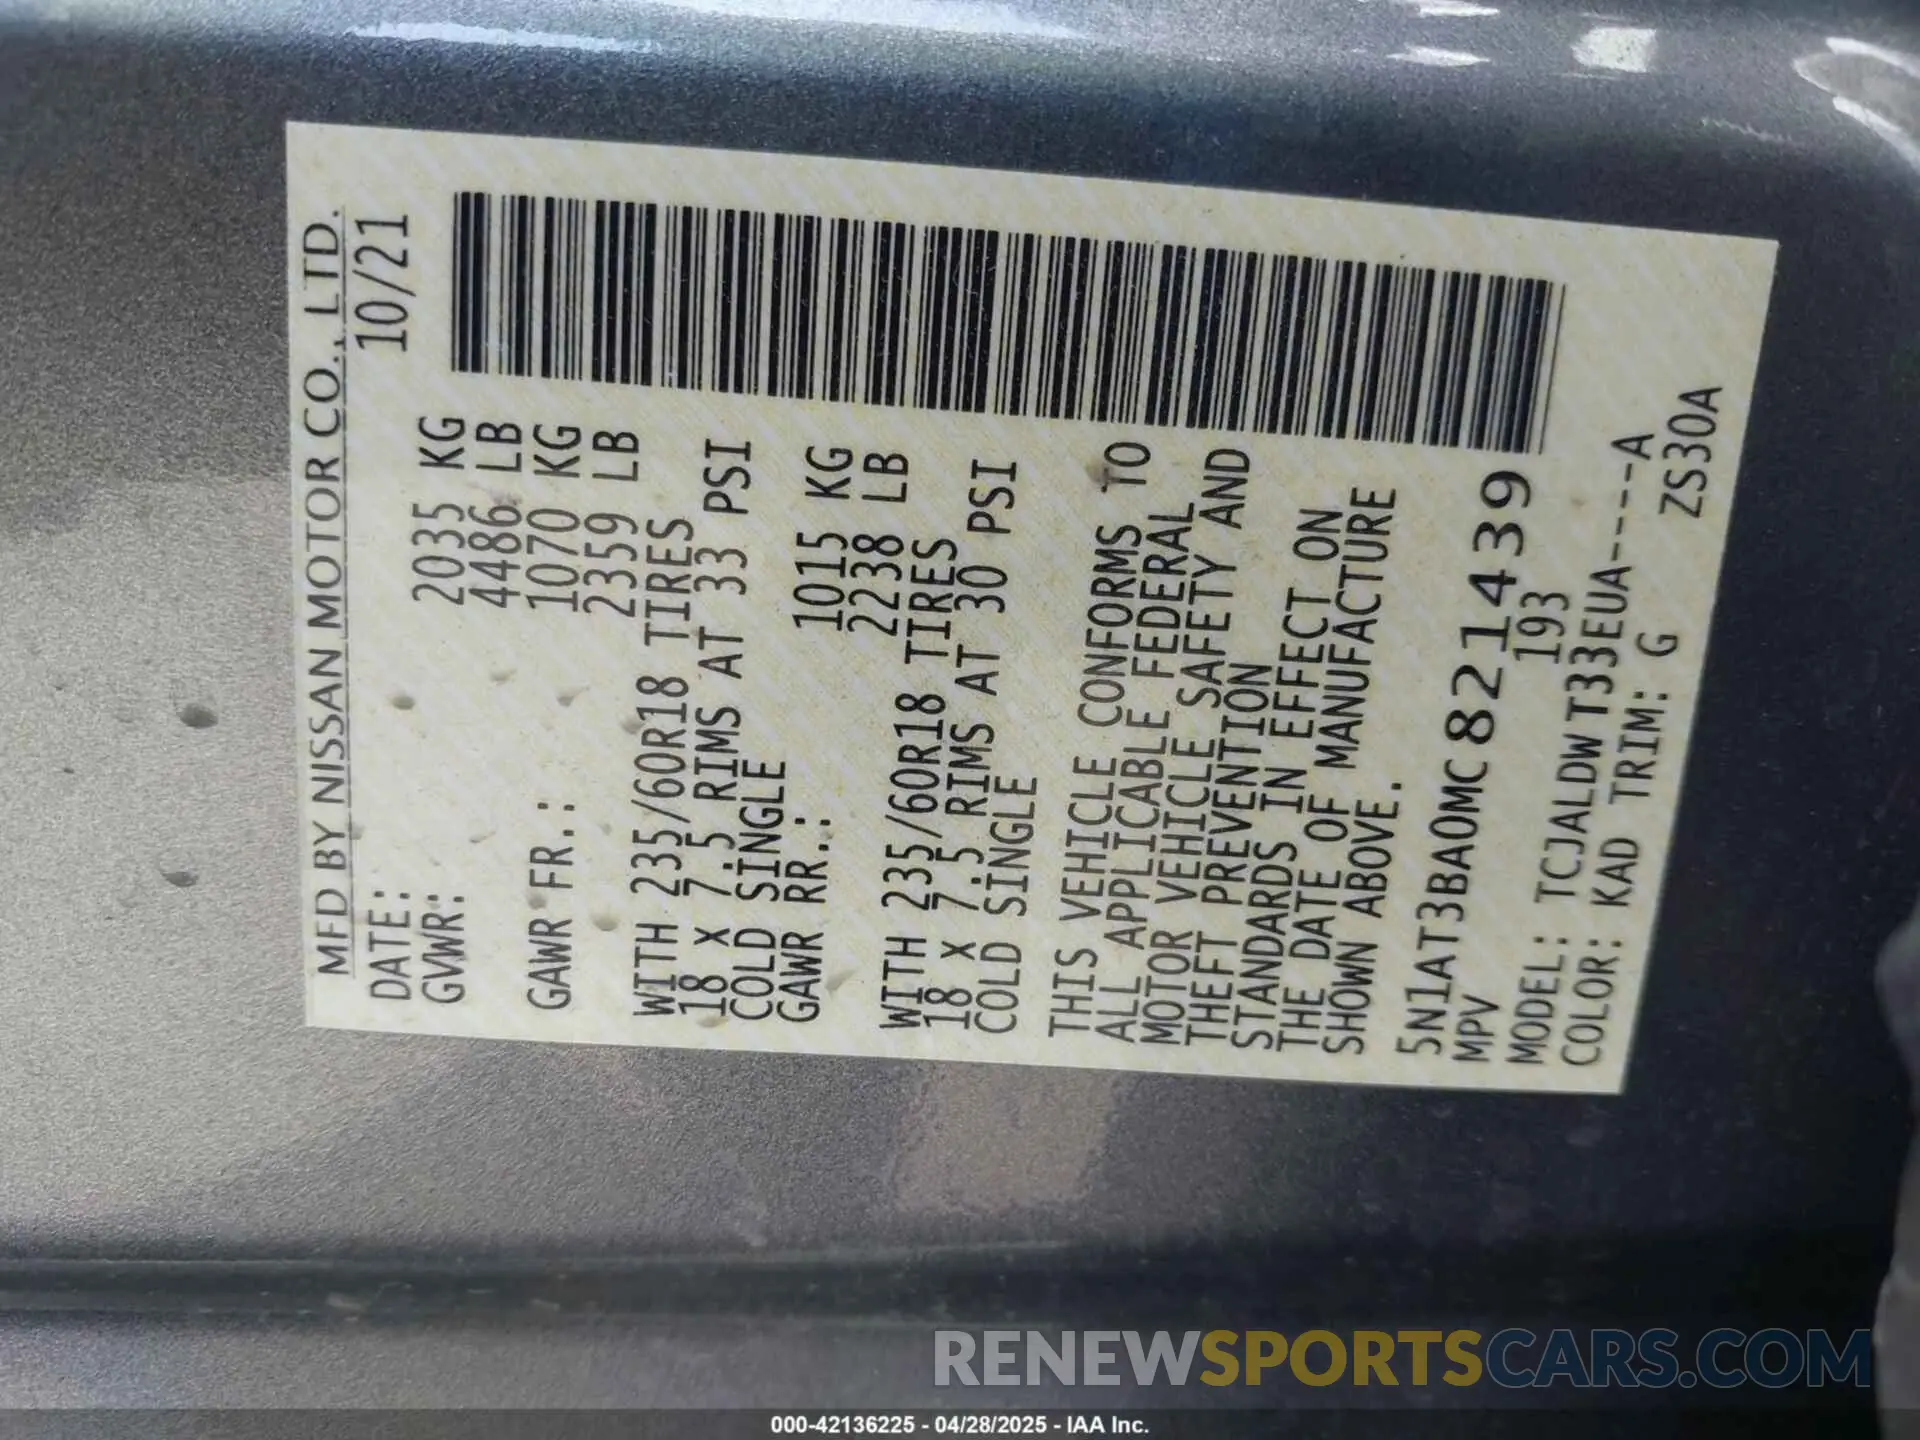 MFD BY NISSAN MOTOR CO., LTD.
DATE: 10/21
GVWR: 2035 KG
4486 LB
GAWR FR.: 1070 KG
2359 LB
WITH 235/60R18 TIRES
18 X 7.5 RIMS AT 33 PSI
COLD SINGLE
GAWR RR.: 1015 KG
2238 LB
WITH 235/60R18 TIRES
18 X 7.5 RIMS AT 30 PSI
COLD SINGLE
THIS VEHICLE CONFORMS TO
ALL APPLICABLE FEDERAL
MOTOR VEHICLE SAFETY AND
THEFT PREVENTION
STANDARDS IN EFFECT ON
THE DATE OF MANUFACTURE
SHOWN ABOVE.
5N1AT3BA0MC821439
MPV 193
MODEL: TCJALDWT33EUA----A
COLOR: KAD TRIM: G ZS30A
RENEWSPORTSCARS.COM
000-42136225 - 04/28/2025 - IAA Inc.